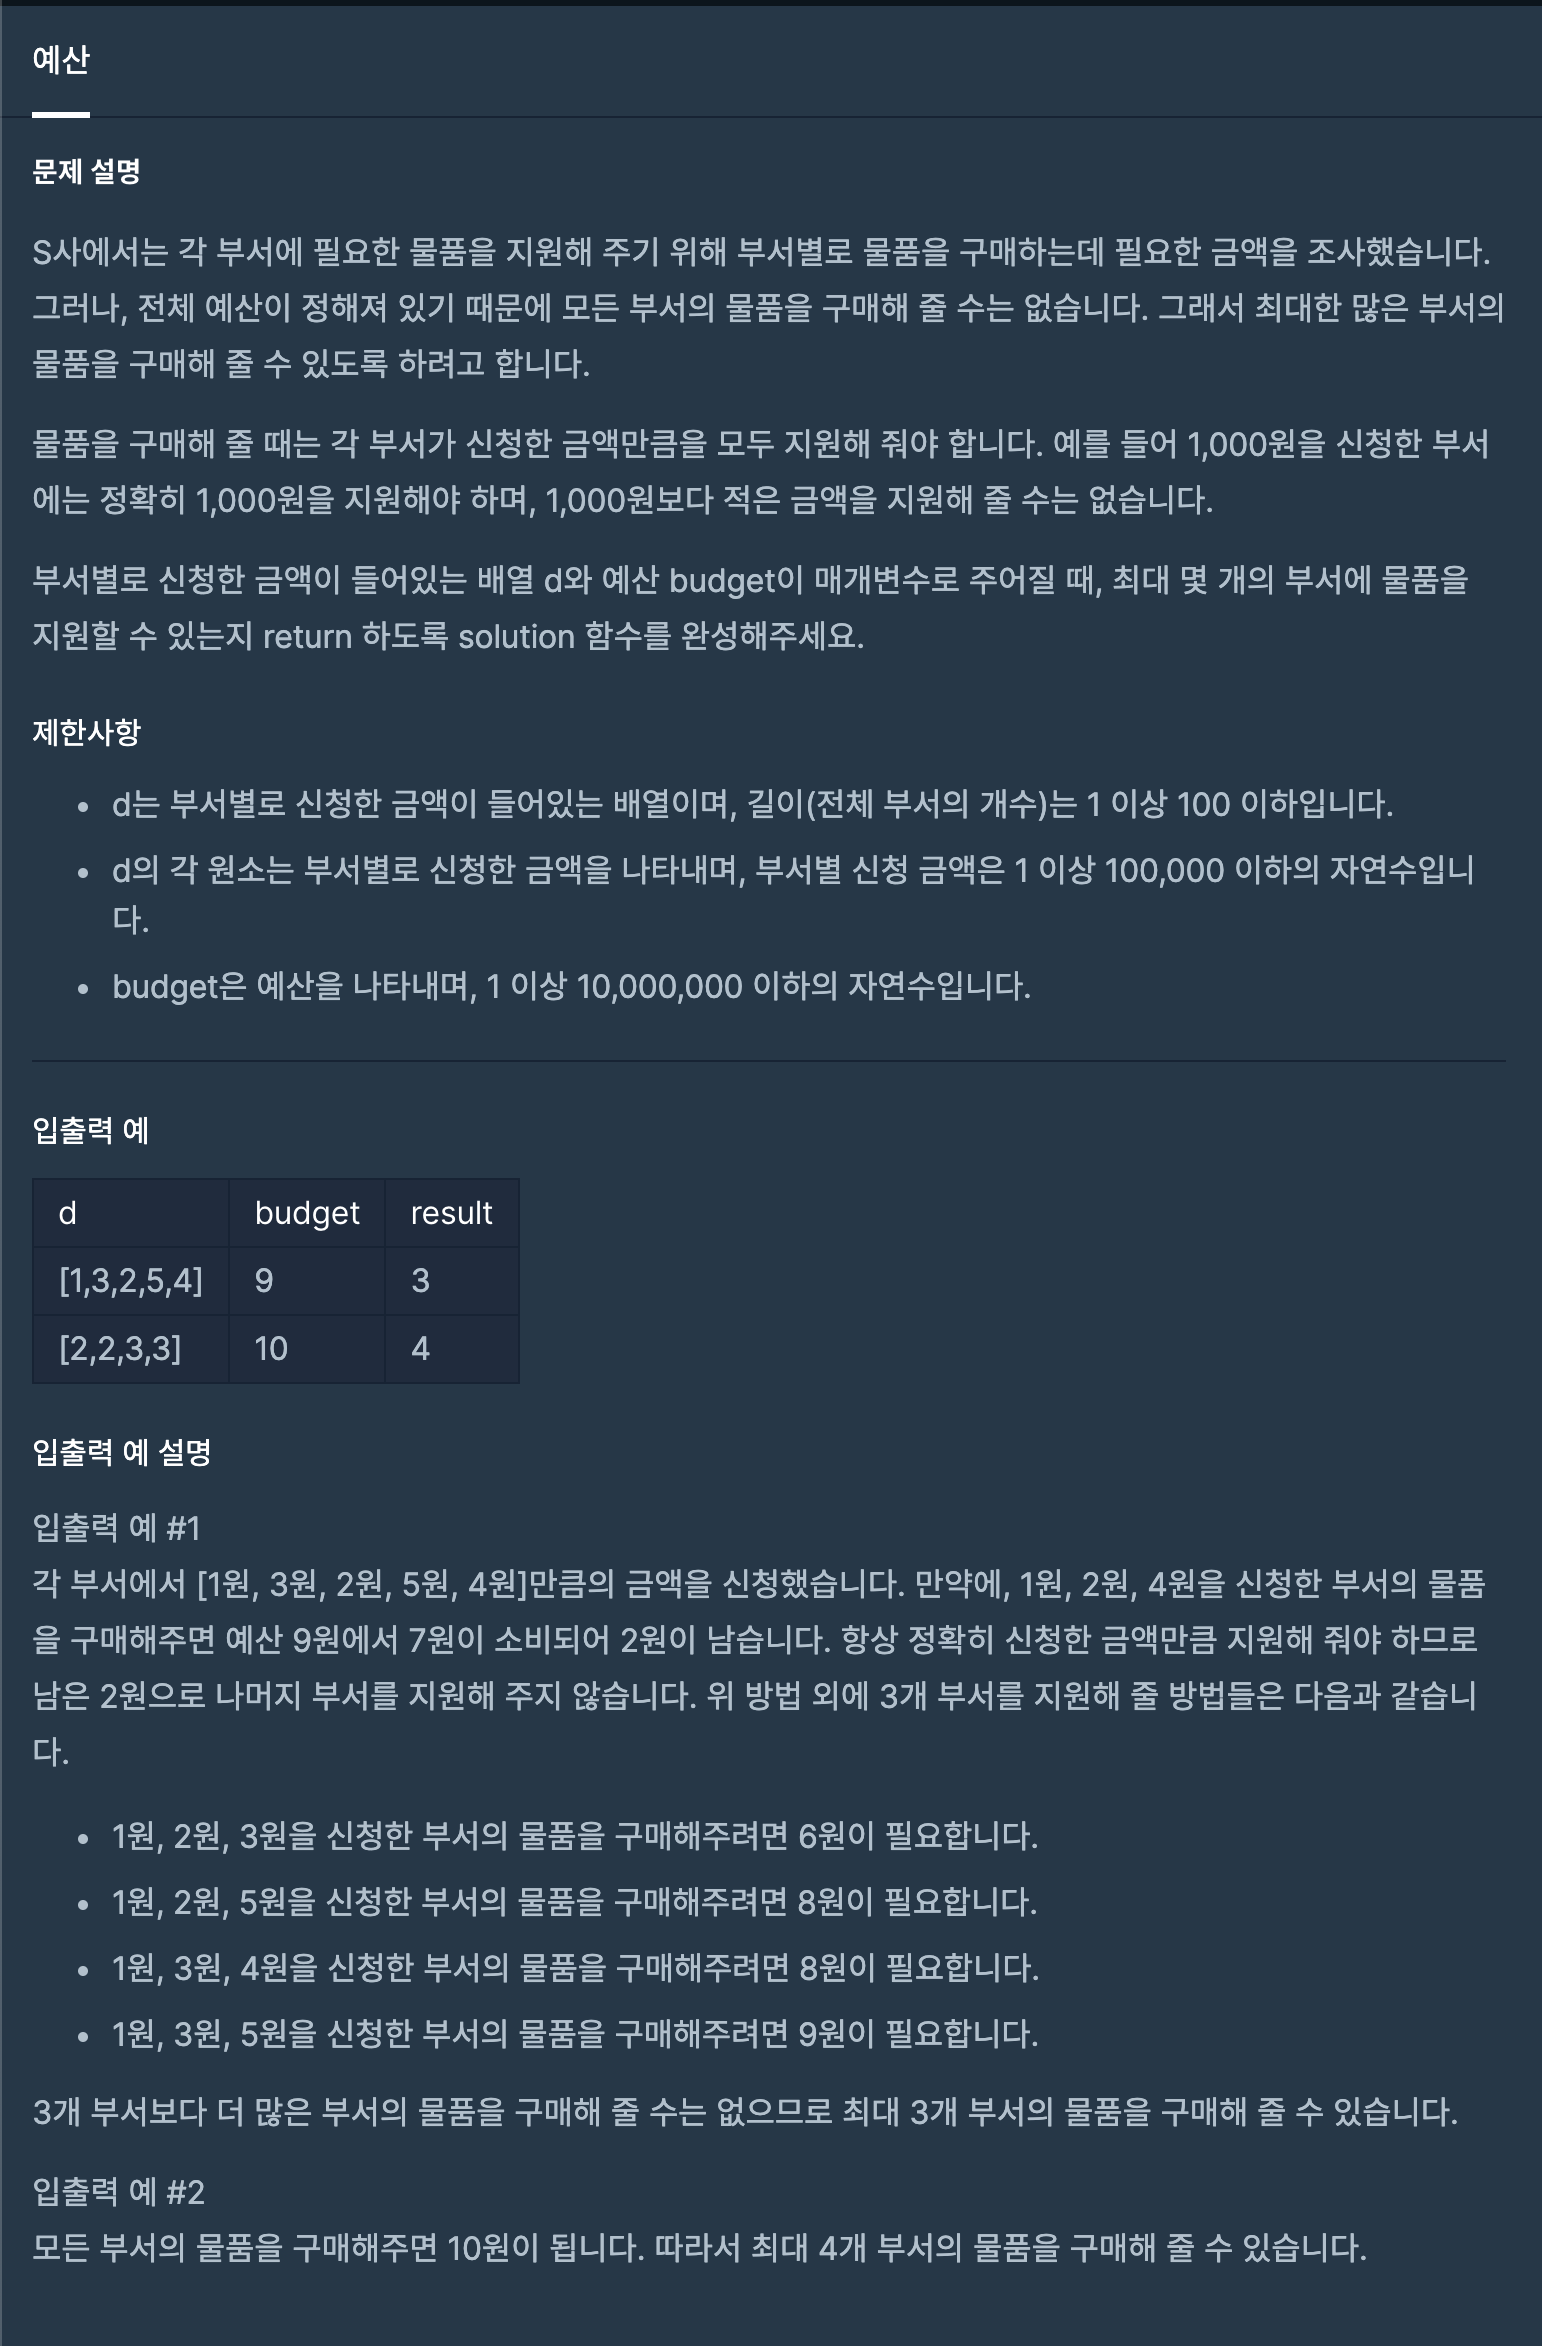 예산
문제 설명
S사에서는 각 부서에 필요한 물품을 지원해 주기 위해 부서별로 물품을 구매하는데 필요한 금액을 조사했습니다.
그러나, 전체 예산이 정해져 있기 때문에 모든 부서의 물품을 구매해 줄 수는 없습니다. 그래서 최대한 많은 부서의
물품을 구매해 줄 수 있도록 하려고 합니다.
물품을 구매해 줄 때는 각 부서가 신청한 금액만큼을 모두 지원해 줘야 합니다. 예를 들어 1,000원을 신청한 부서
에는 정확히 1,000원을 지원해야 하며, 1,000원보다 적은 금액을 지원해 줄 수는 없습니다.
부서별로 신청한 금액이 들어있는 배열 d와 예산 budget이 매개변수로 주어질 때, 최대 몇 개의 부서에 물품을
지원할 수 있는지 return 하도록 solution 함수를 완성해주세요.
제한사항
• d는 부서별로 신청한 금액이 들어있는 배열이며, 길이(전체 부서의 개수)는 1 이상 100 이하입니다.
• d의 각 원소는 부서별로 신청한 금액을 나타내며, 부서별 신청 금액은 1 이상 100,000 이하의 자연수입니
다.
• budget은 예산을 나타내며, 1 이상 10,000,000 이하의 자연수입니다.
입출력 예
d budget result
[1,3,2,5,4] 9 3
[2,2,3,3] 10 4
입출력 예 설명
입출력 예 #1
각 부서에서 [1원, 3원, 2원, 5원, 4원]만큼의 금액을 신청했습니다. 만약에, 1원, 2원, 4원을 신청한 부서의 물품
을 구매해주면 예산 9원에서 7원이 소비되어 2원이 남습니다. 항상 정확히 신청한 금액만큼 지원해 줘야 하므로
남은 2원으로 나머지 부서를 지원해 주지 않습니다. 위 방법 외에 3개 부서를 지원해 줄 방법들은 다음과 같습니
다.
• 1원, 2원, 3원을 신청한 부서의 물품을 구매해주려면 6원이 필요합니다.
• 1원, 2원, 5원을 신청한 부서의 물품을 구매해주려면 8원이 필요합니다.
• 1원, 3원, 4원을 신청한 부서의 물품을 구매해주려면 8원이 필요합니다.
• 1원, 3원, 5원을 신청한 부서의 물품을 구매해주려면 9원이 필요합니다.
3개 부서보다 더 많은 부서의 물품을 구매해 줄 수는 없으므로 최대 3개 부서의 물품을 구매해 줄 수 있습니다.
입출력 예 #2
모든 부서의 물품을 구매해주면 10원이 됩니다. 따라서 최대 4개 부서의 물품을 구매해 줄 수 있습니다.